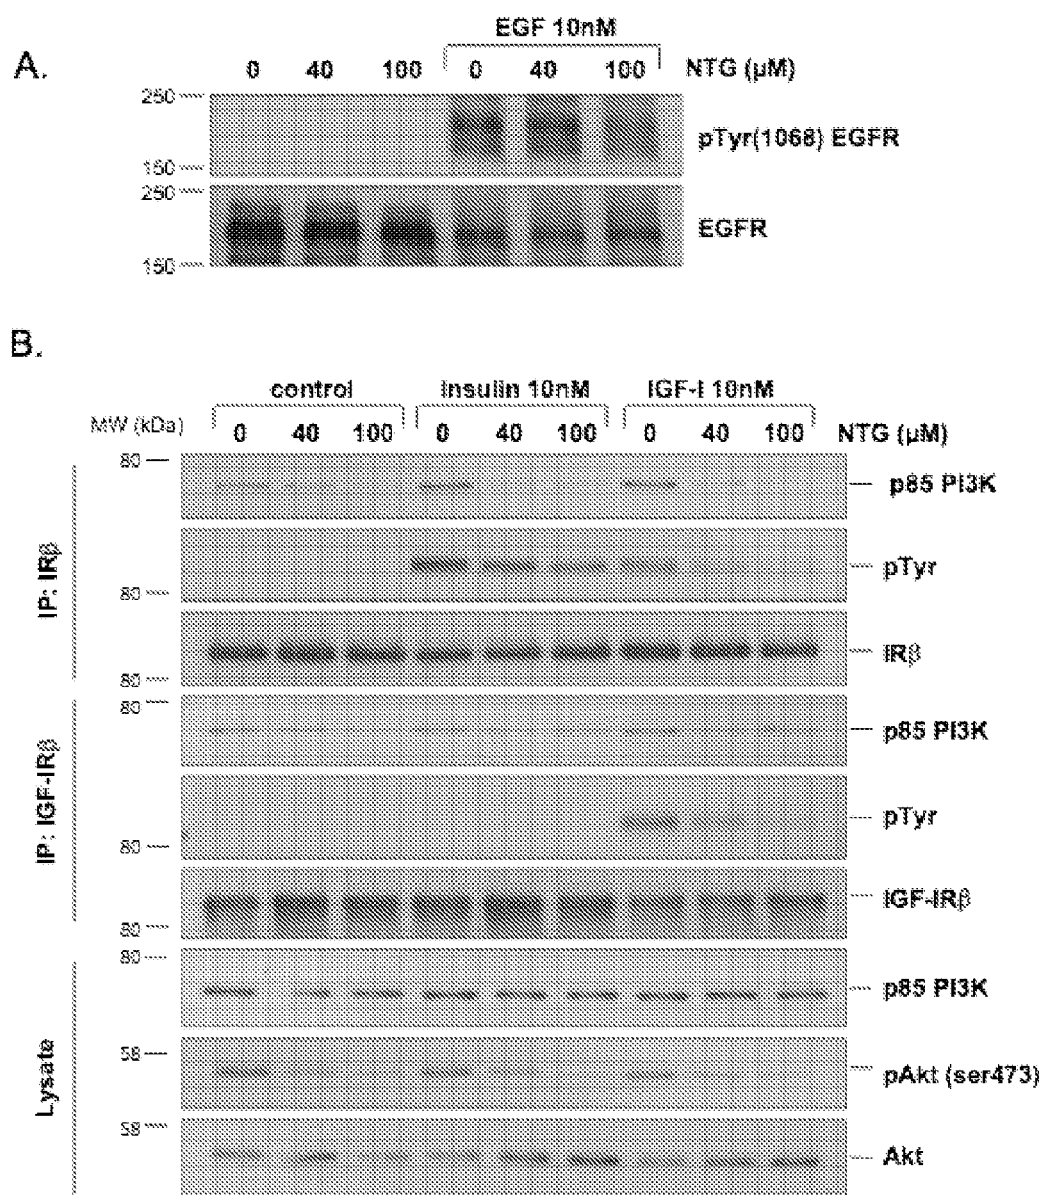 A.
EGF 10nM
0 40 100 0 40 100 NTG (µM)
250
150
pTyr(1068) EGFR
250
150
EGFR
B.
control Insulin 10nM IGF-I 10nM
MW (kDa) 0 40 100 0 40 100 0 40 100 NTG (µM)
IP: IRβ
80
p85 PI3K
pTyr
80
IRβ
80
IP: IGF-IRβ
80
p85 PI3K
pTyr
80
IGF-IRβ
80
Lysate
80
p85 PI3K
58
pAkt (ser473)
58
Akt